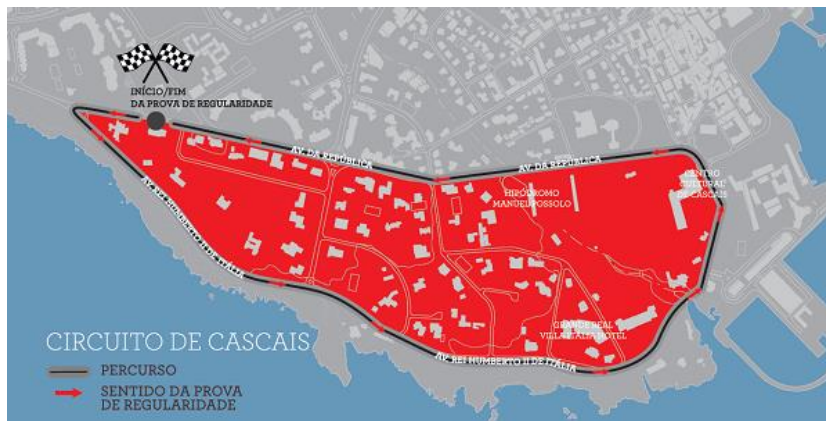 INÍCIO/FIM
DA PROVA DE REGULARIDADE
AV. DA REPÚBLICA
AV. DA REPÚBLICA
HIPÓDROMO
MANUEL POSSOLO
CENTRO
CULTURAL
DE CASCAIS
AV. REI HUMBERTO II DE ITÁLIA
GRANDE REAL
VILLA ITÁLIA HOTEL
AV. REI HUMBERTO II DE ITÁLIA
CIRCUITO DE CASCAIS
PERCURSO
SENTIDO DA PROVA
DE REGULARIDADE